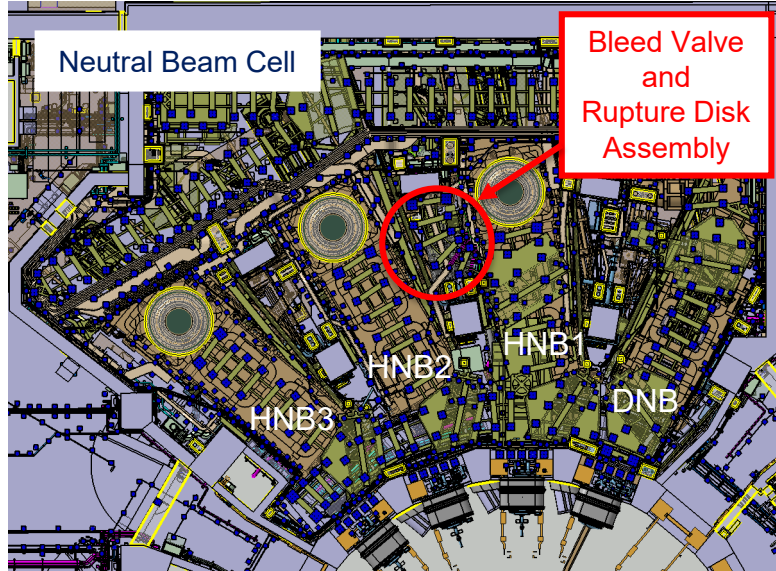 Neutral Beam Cell
Bleed Valve
and
Rupture Disk
Assembly
HNB1
HNB2
DNB
HNB3